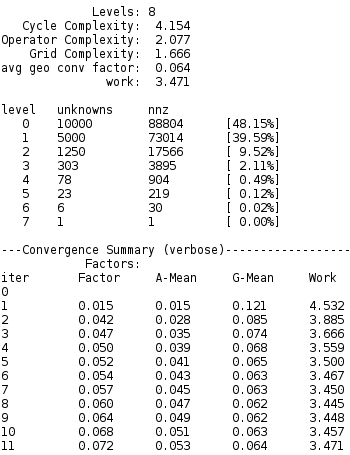 Levels: 8
Cycle Complexity: 4.154
Operator Complexity: 2.077
Grid Complexity: 1.666
avg geo conv factor: 0.064
work: 3.471
level unknowns nnz
0 10000 88804 [48.15%]
1 5000 73014 [39.59%]
2 1250 17566 [ 9.52%]
3 303 3895 [ 2.11%]
4 78 904 [ 0.49%]
5 23 219 [ 0.12%]
6 6 30 [ 0.02%]
7 1 1 [ 0.00%]
---Convergence Summary (verbose)-----------------
Factors:
iter Factor A-Mean G-Mean Work
0
1 0.015 0.015 0.121 4.532
2 0.042 0.028 0.085 3.885
3 0.047 0.035 0.074 3.666
4 0.050 0.039 0.068 3.559
5 0.052 0.041 0.065 3.500
6 0.054 0.043 0.063 3.467
7 0.057 0.045 0.063 3.450
8 0.060 0.047 0.062 3.445
9 0.064 0.049 0.062 3.448
10 0.068 0.051 0.063 3.457
11 0.072 0.053 0.064 3.471